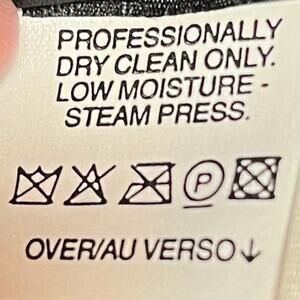 PROFESSIONALLY
DRY CLEAN ONLY.
LOW MOISTURE -
STEAM PRESS.
P
OVER/AU VERSO↓